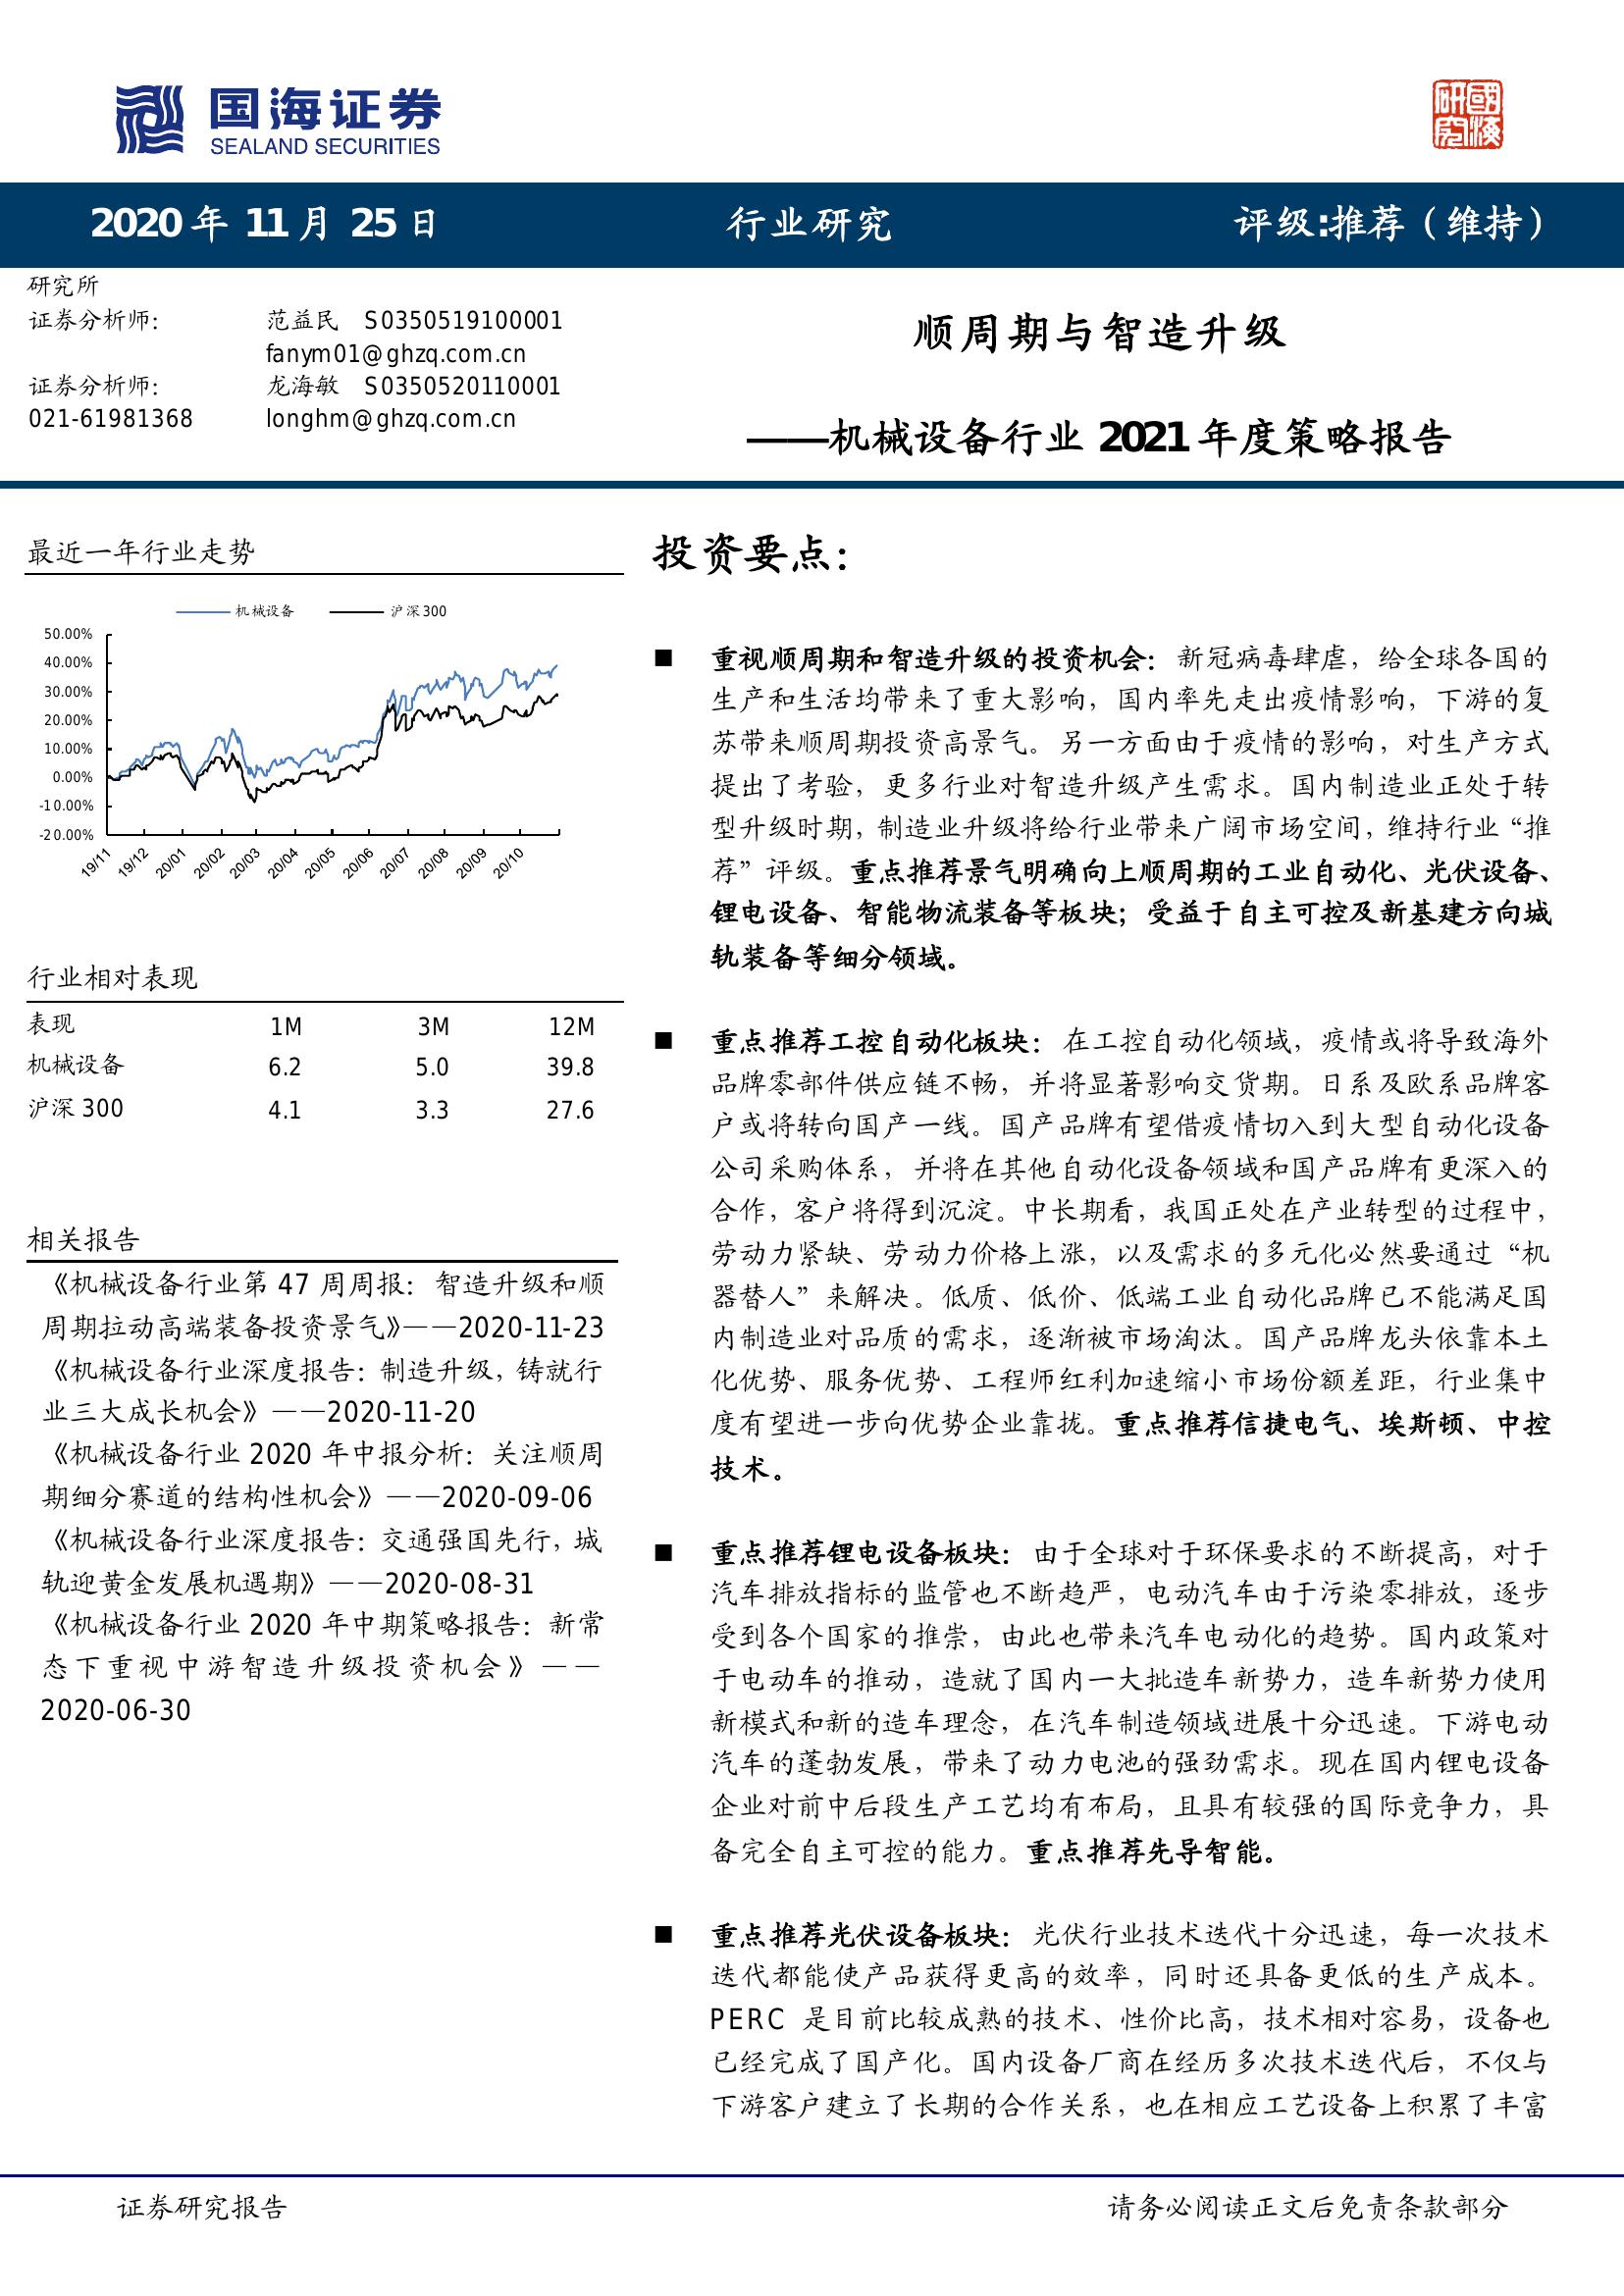 国海证券
SEALAND SECURITIES
國海研究
2020 年 11 月 25 日
行业研究
评级:推荐（维持）
研究所
证券分析师：
范益民 S0350519100001
fanym01@ghzq.com.cn
证券分析师：
龙海敏 S0350520110001
021-61981368
longhm@ghzq.com.cn
顺周期与智造升级
——机械设备行业 2021 年度策略报告
最近一年行业走势
机械设备
沪深300
50.00%
40.00%
30.00%
20.00%
10.00%
0.00%
-10.00%
-20.00%
19/11
19/12
20/01
20/02
20/03
20/04
20/05
20/06
20/07
20/08
20/09
20/10
行业相对表现
表现 1M 3M 12M
机械设备 6.2 5.0 39.8
沪深 300 4.1 3.3 27.6
相关报告
《机械设备行业第 47 周周报：智造升级和顺
周期拉动高端装备投资景气》——2020-11-23
《机械设备行业深度报告：制造升级，铸就行
业三大成长机会》——2020-11-20
《机械设备行业 2020 年中报分析：关注顺周
期细分赛道的结构性机会》——2020-09-06
《机械设备行业深度报告：交通强国先行，城
轨迎黄金发展机遇期》——2020-08-31
《机械设备行业 2020 年中期策略报告：新常
态下重视中游智造升级投资机会》——
2020-06-30
投资要点：
■ 重视顺周期和智造升级的投资机会：新冠病毒肆虐，给全球各国的
生产和生活均带来了重大影响，国内率先走出疫情影响，下游的复
苏带来顺周期投资高景气。另一方面由于疫情的影响，对生产方式
提出了考验，更多行业对智造升级产生需求。国内制造业正处于转
型升级时期，制造业升级将给行业带来广阔市场空间，维持行业“推
荐”评级。重点推荐景气明确向上顺周期的工业自动化、光伏设备、
锂电设备、智能物流装备等板块；受益于自主可控及新基建方向城
轨装备等细分领域。
■ 重点推荐工控自动化板块：在工控自动化领域，疫情或将导致海外
品牌零部件供应链不畅，并将显著影响交货期。日系及欧系品牌客
户或将转向国产一线。国产品牌有望借疫情切入到大型自动化设备
公司采购体系，并将在其他自动化设备领域和国产品牌有更深入的
合作，客户将得到沉淀。中长期看，我国正处在产业转型的过程中，
劳动力紧缺、劳动力价格上涨，以及需求的多元化必然要通过“机
器替人”来解决。低质、低价、低端工业自动化品牌已不能满足国
内制造业对品质的需求，逐渐被市场淘汰。国产品牌龙头依靠本土
化优势、服务优势、工程师红利加速缩小市场份额差距，行业集中
度有望进一步向优势企业靠拢。重点推荐信捷电气、埃斯顿、中控
技术。
■ 重点推荐锂电设备板块：由于全球对于环保要求的不断提高，对于
汽车排放指标的监管也不断趋严，电动汽车由于污染零排放，逐步
受到各个国家的推崇，由此也带来汽车电动化的趋势。国内政策对
于电动车的推动，造就了国内一大批造车新势力，造车新势力使用
新模式和新的造车理念，在汽车制造领域进展十分迅速。下游电动
汽车的蓬勃发展，带来了动力电池的强劲需求。现在国内锂电设备
企业对前中后段生产工艺均有布局，且具有较强的国际竞争力，具
备完全自主可控的能力。重点推荐先导智能。
■ 重点推荐光伏设备板块：光伏行业技术迭代十分迅速，每一次技术
迭代都能使产品获得更高的效率，同时还具备更低的生产成本。
PERC 是目前比较成熟的技术、性价比高，技术相对容易，设备也
已经完成了国产化。国内设备厂商在经历多次技术迭代后，不仅与
下游客户建立了长期的合作关系，也在相应工艺设备上积累了丰富
证券研究报告
请务必阅读正文后免责条款部分